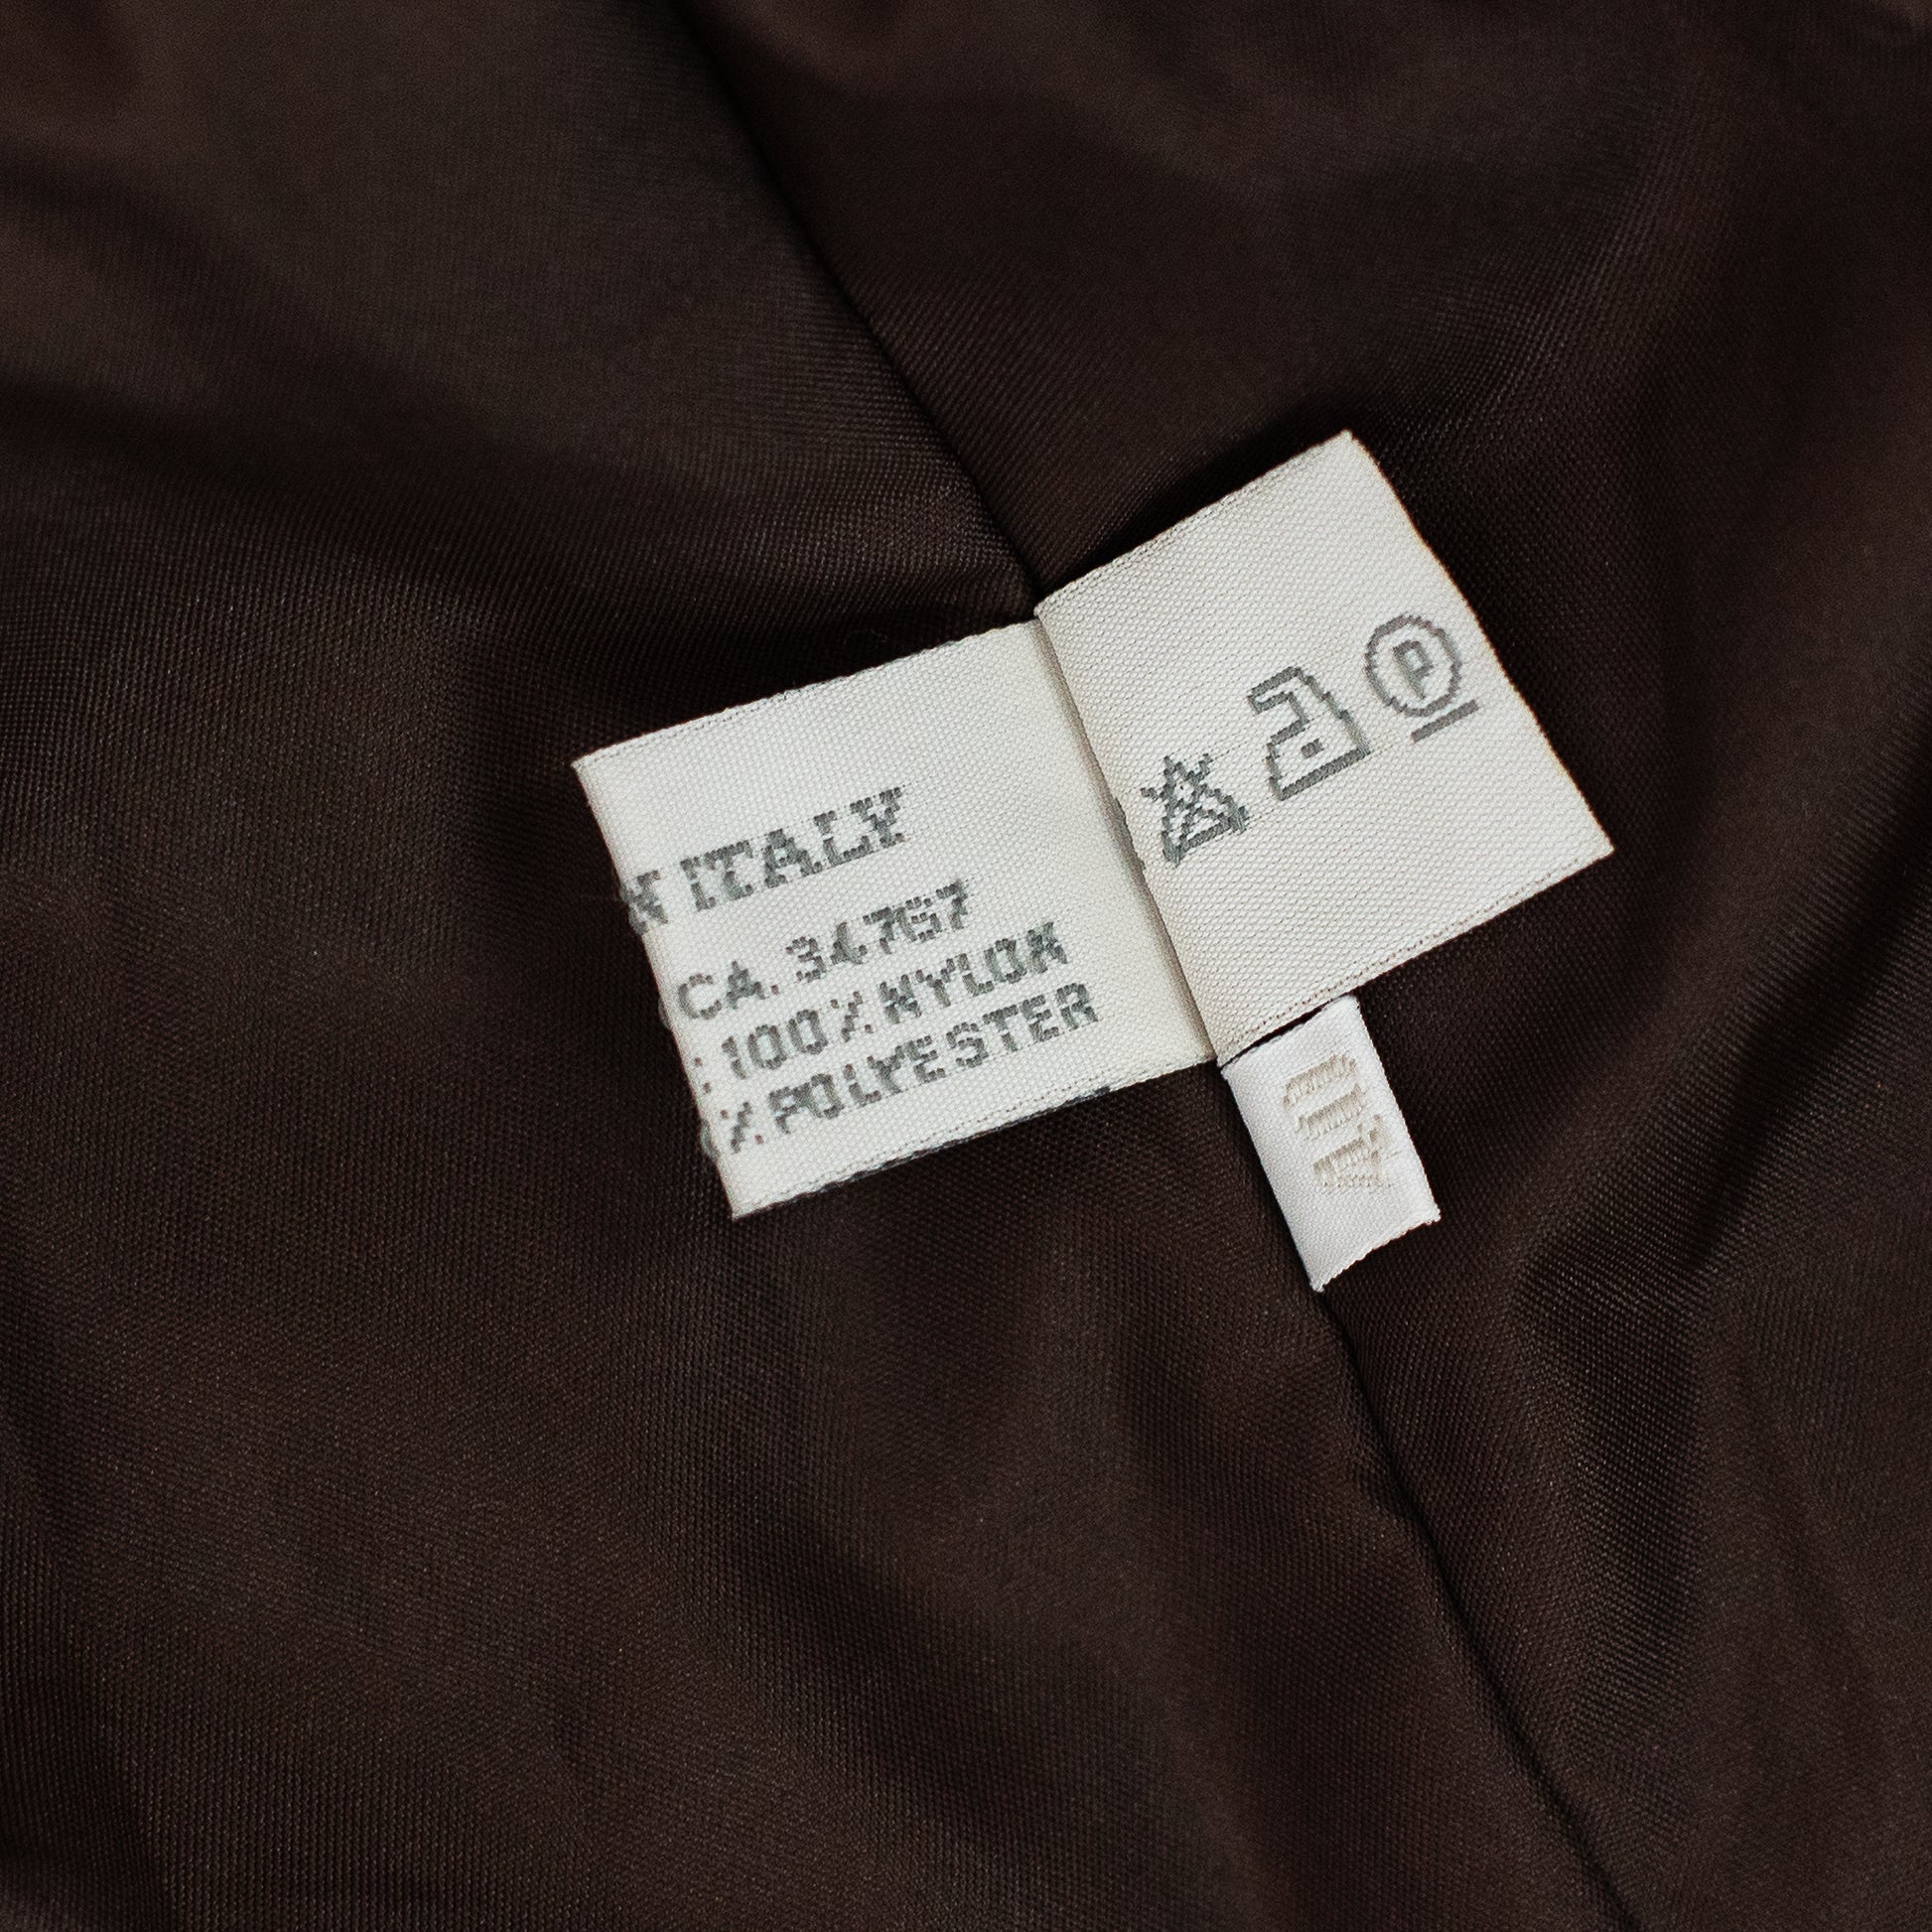 N ITALY
CA. 34767
: 100% NYLON
% POLYESTER
P